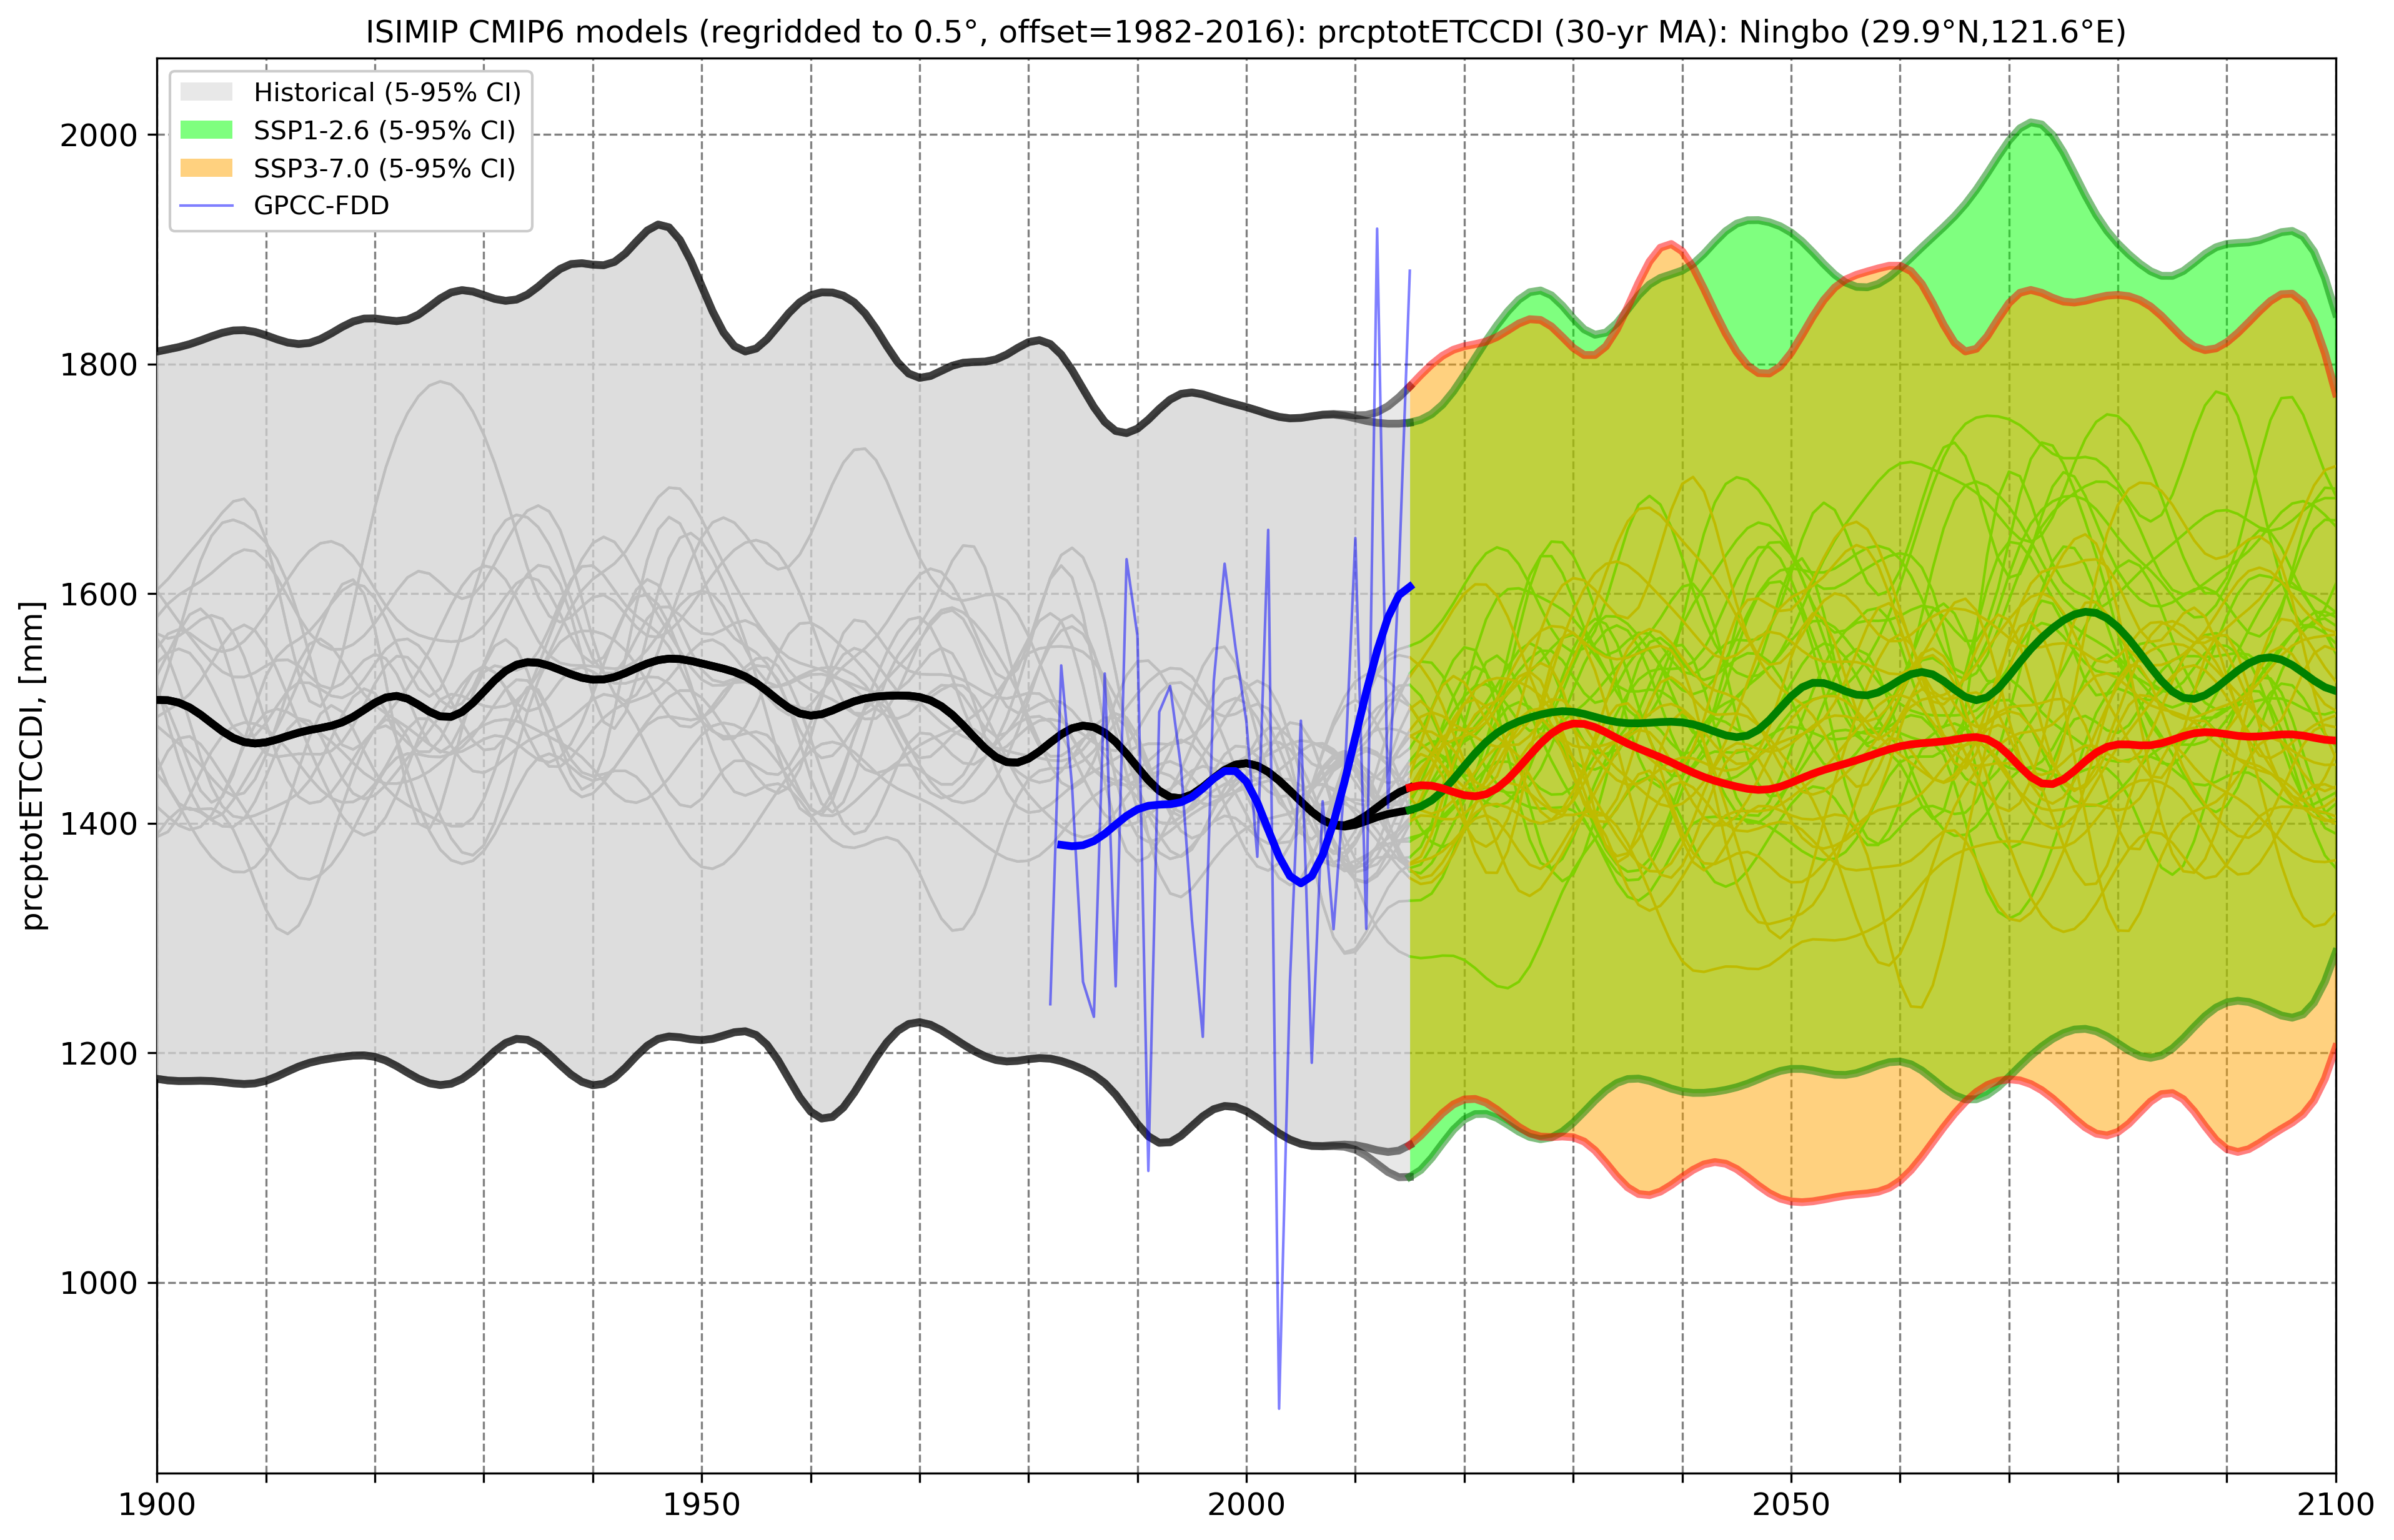 ISIMIP CMIP6 models (regridded to 0.5°, offset=1982-2016): prcptotETCCDI (30-yr MA): Ningbo (29.9°N,121.6°E)
Historical (5-95% CI)
SSP1-2.6 (5-95% CI)
SSP3-7.0 (5-95% CI)
GPCC-FDD
prcptotETCCDI, [mm]
2000
1800
1600
1400
1200
1000
1900
1950
2000
2050
2100